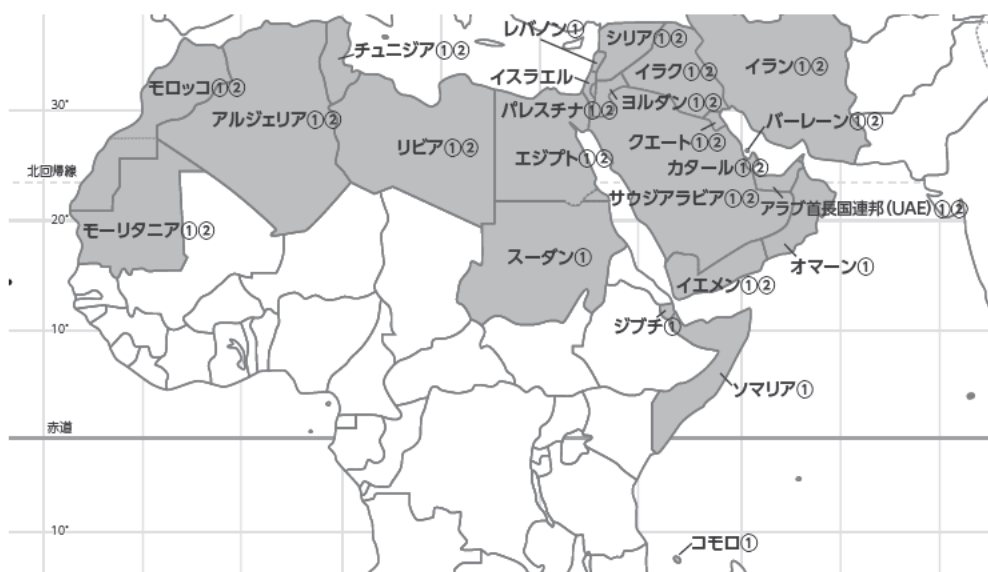 レバノン①
シリア①②
チュニジア①②
イラン①②
イスラエル
イラク①②
モロッコ①②
30°
パレスチナ①②
ヨルダン①②
アルジェリア①②
バーレーン①②
クエート①②
リビア①②
エジプト①②
カタール①②
北回帰線
サウジアラビア①②
アラブ首長国連邦(UAE)①②
20°
モーリタニア①②
スーダン①
オマーン①
イエメン①②
10°
ジブチ①
ソマリア①
赤道
10°
コモロ①